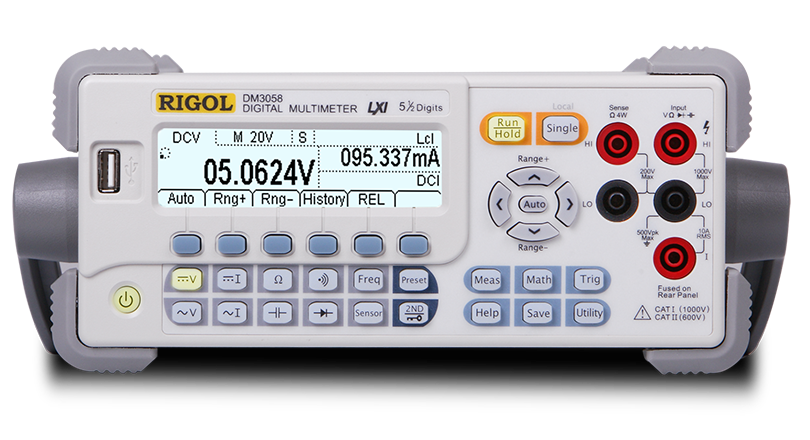 RIGOL DM3058
DIGITAL MULTIMETER LXI 5½ Digits
DCV M 20V S Lcl
05.0624V 095.337mA
DCI
Auto Rng+ Rng- History REL
Local
Run Hold Single
Range+
Auto
Range-
Sense
Ω 4W
Input
VΩ
HI HI
200V Max 1000V Max
LO LO
500Vpk Max 10A RMS
I
Fused on
Rear Panel
CAT I (1000V)
CAT II (600V)
V I Ω Freq Preset
~V ~I Sensor 2ND
Meas Math Trig
Help Save Utility